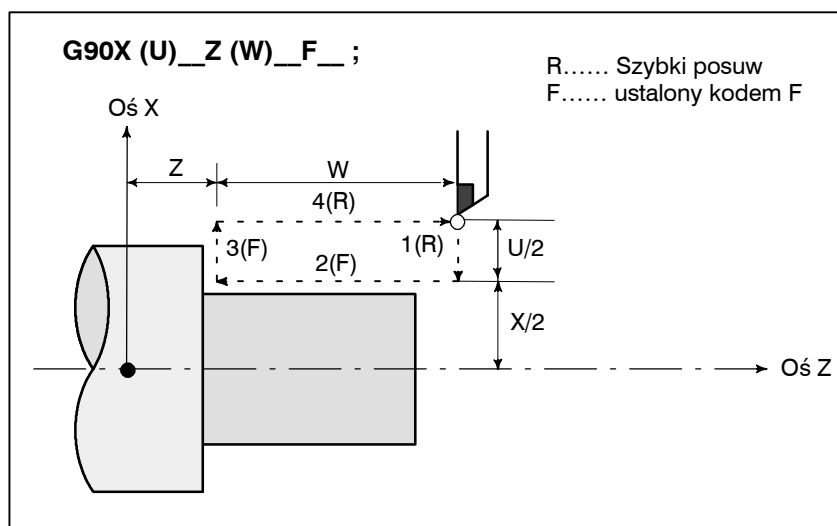 G90X (U)__Z (W)__F__ ;
R...... Szybki posuw
F...... ustalony kodem F
Oś X
Z
W
4(R)
3(F)
2(F)
1(R)
U/2
X/2
Oś Z